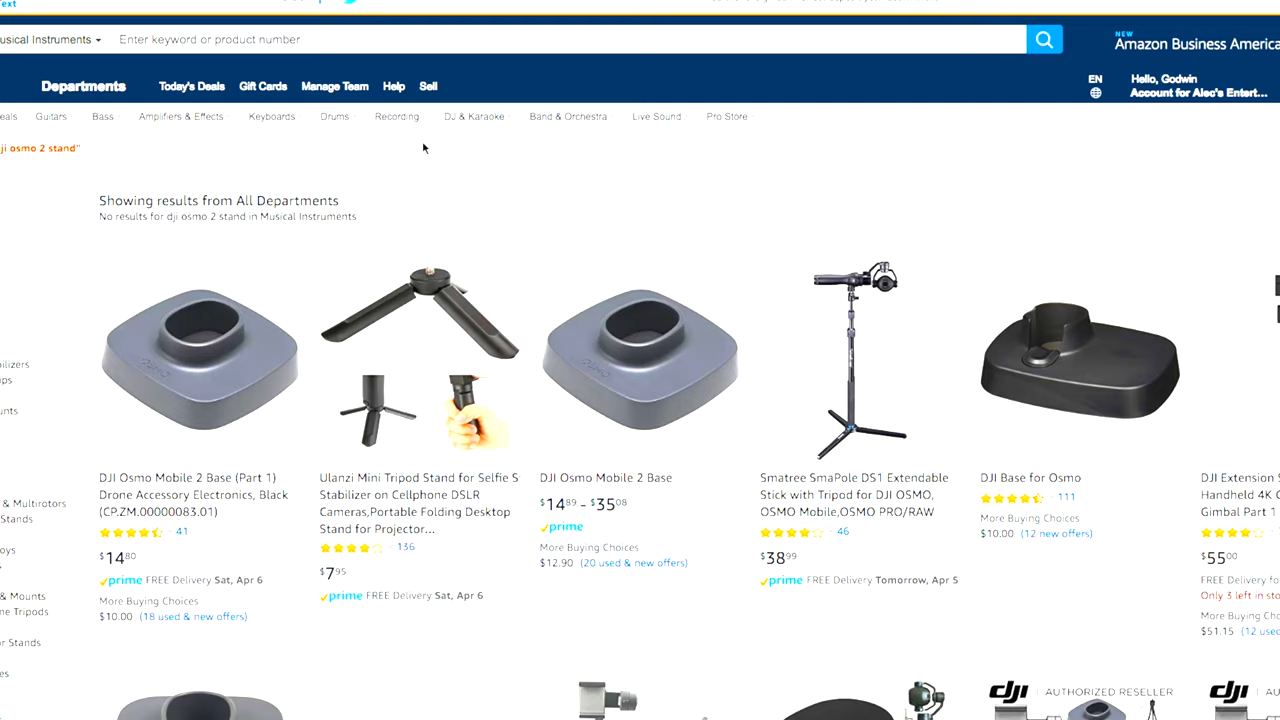 Text
Musical Instruments
Enter keyword or product number
NEW
Amazon Business America
Departments
Today's Deals
Gift Cards
Manage Team
Help
Sell
EN
Hello, Godwin
Account for Alec's Entert...
eals
Guitars
Bass
Amplifiers & Effects
Keyboards
Drums
Recording
DJ & Karaoke
Band & Orchestra
Live Sound
Pro Store
ji osmo 2 stand"
Showing results from All Departments
No results for dji osmo 2 stand in Musical Instruments
DJI Osmo Mobile 2 Base (Part 1)
Drone Accessory Electronics, Black
(CP.ZM.00000083.01)
41
$14.80
prime FREE Delivery Sat, Apr 6
More Buying Choices
$10.00 (18 used & new offers)
Ulanzi Mini Tripod Stand for Selfie S
Stabilizer on Cellphone DSLR
Cameras,Portable Folding Desktop
Stand for Projector...
136
$7.95
prime FREE Delivery Sat, Apr 6
DJI Osmo Mobile 2 Base
$14.89 - $35.08
prime
More Buying Choices
$12.90 (20 used & new offers)
Smatree SmaPole DS1 Extendable
Stick with Tripod for DJI OSMO,
OSMO Mobile,OSMO PRO/RAW
46
$38.99
prime FREE Delivery Tomorrow, Apr 5
DJI Base for Osmo
111
More Buying Choices
$10.00 (12 new offers)
DJI Extension S
Handheld 4K C
Gimbal Part 1
$55.00
FREE Delivery fo
Only 3 left in sto
More Buying Cho
$51.15 (12 used
ilizers
ps
unts
& Multirotors
Stands
oys
& Mounts
ne Tripods
r Stands
es
OSMO
OSMO
dji AUTHORIZED RESELLER
dji AU